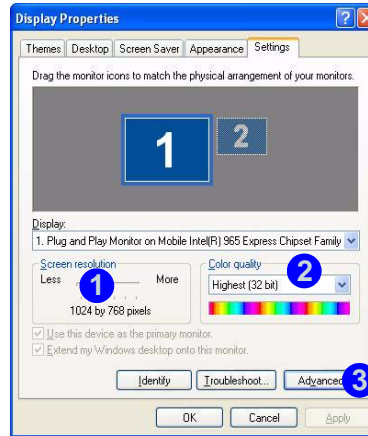 Display Properties
Themes Desktop Screen Saver Appearance Settings
Drag the monitor icons to match the physical arrangement of your monitors.
1 2
Display:
1. Plug and Play Monitor on Mobile Intel(R) 965 Express Chipset Family
Screen resolution Color quality
Less More 2
1 Highest (32 bit)
1024 by 768 pixels
Use this device as the primary monitor.
Extend my Windows desktop onto this monitor.
Identify Troubleshoot... Advanced 3
OK Cancel Apply